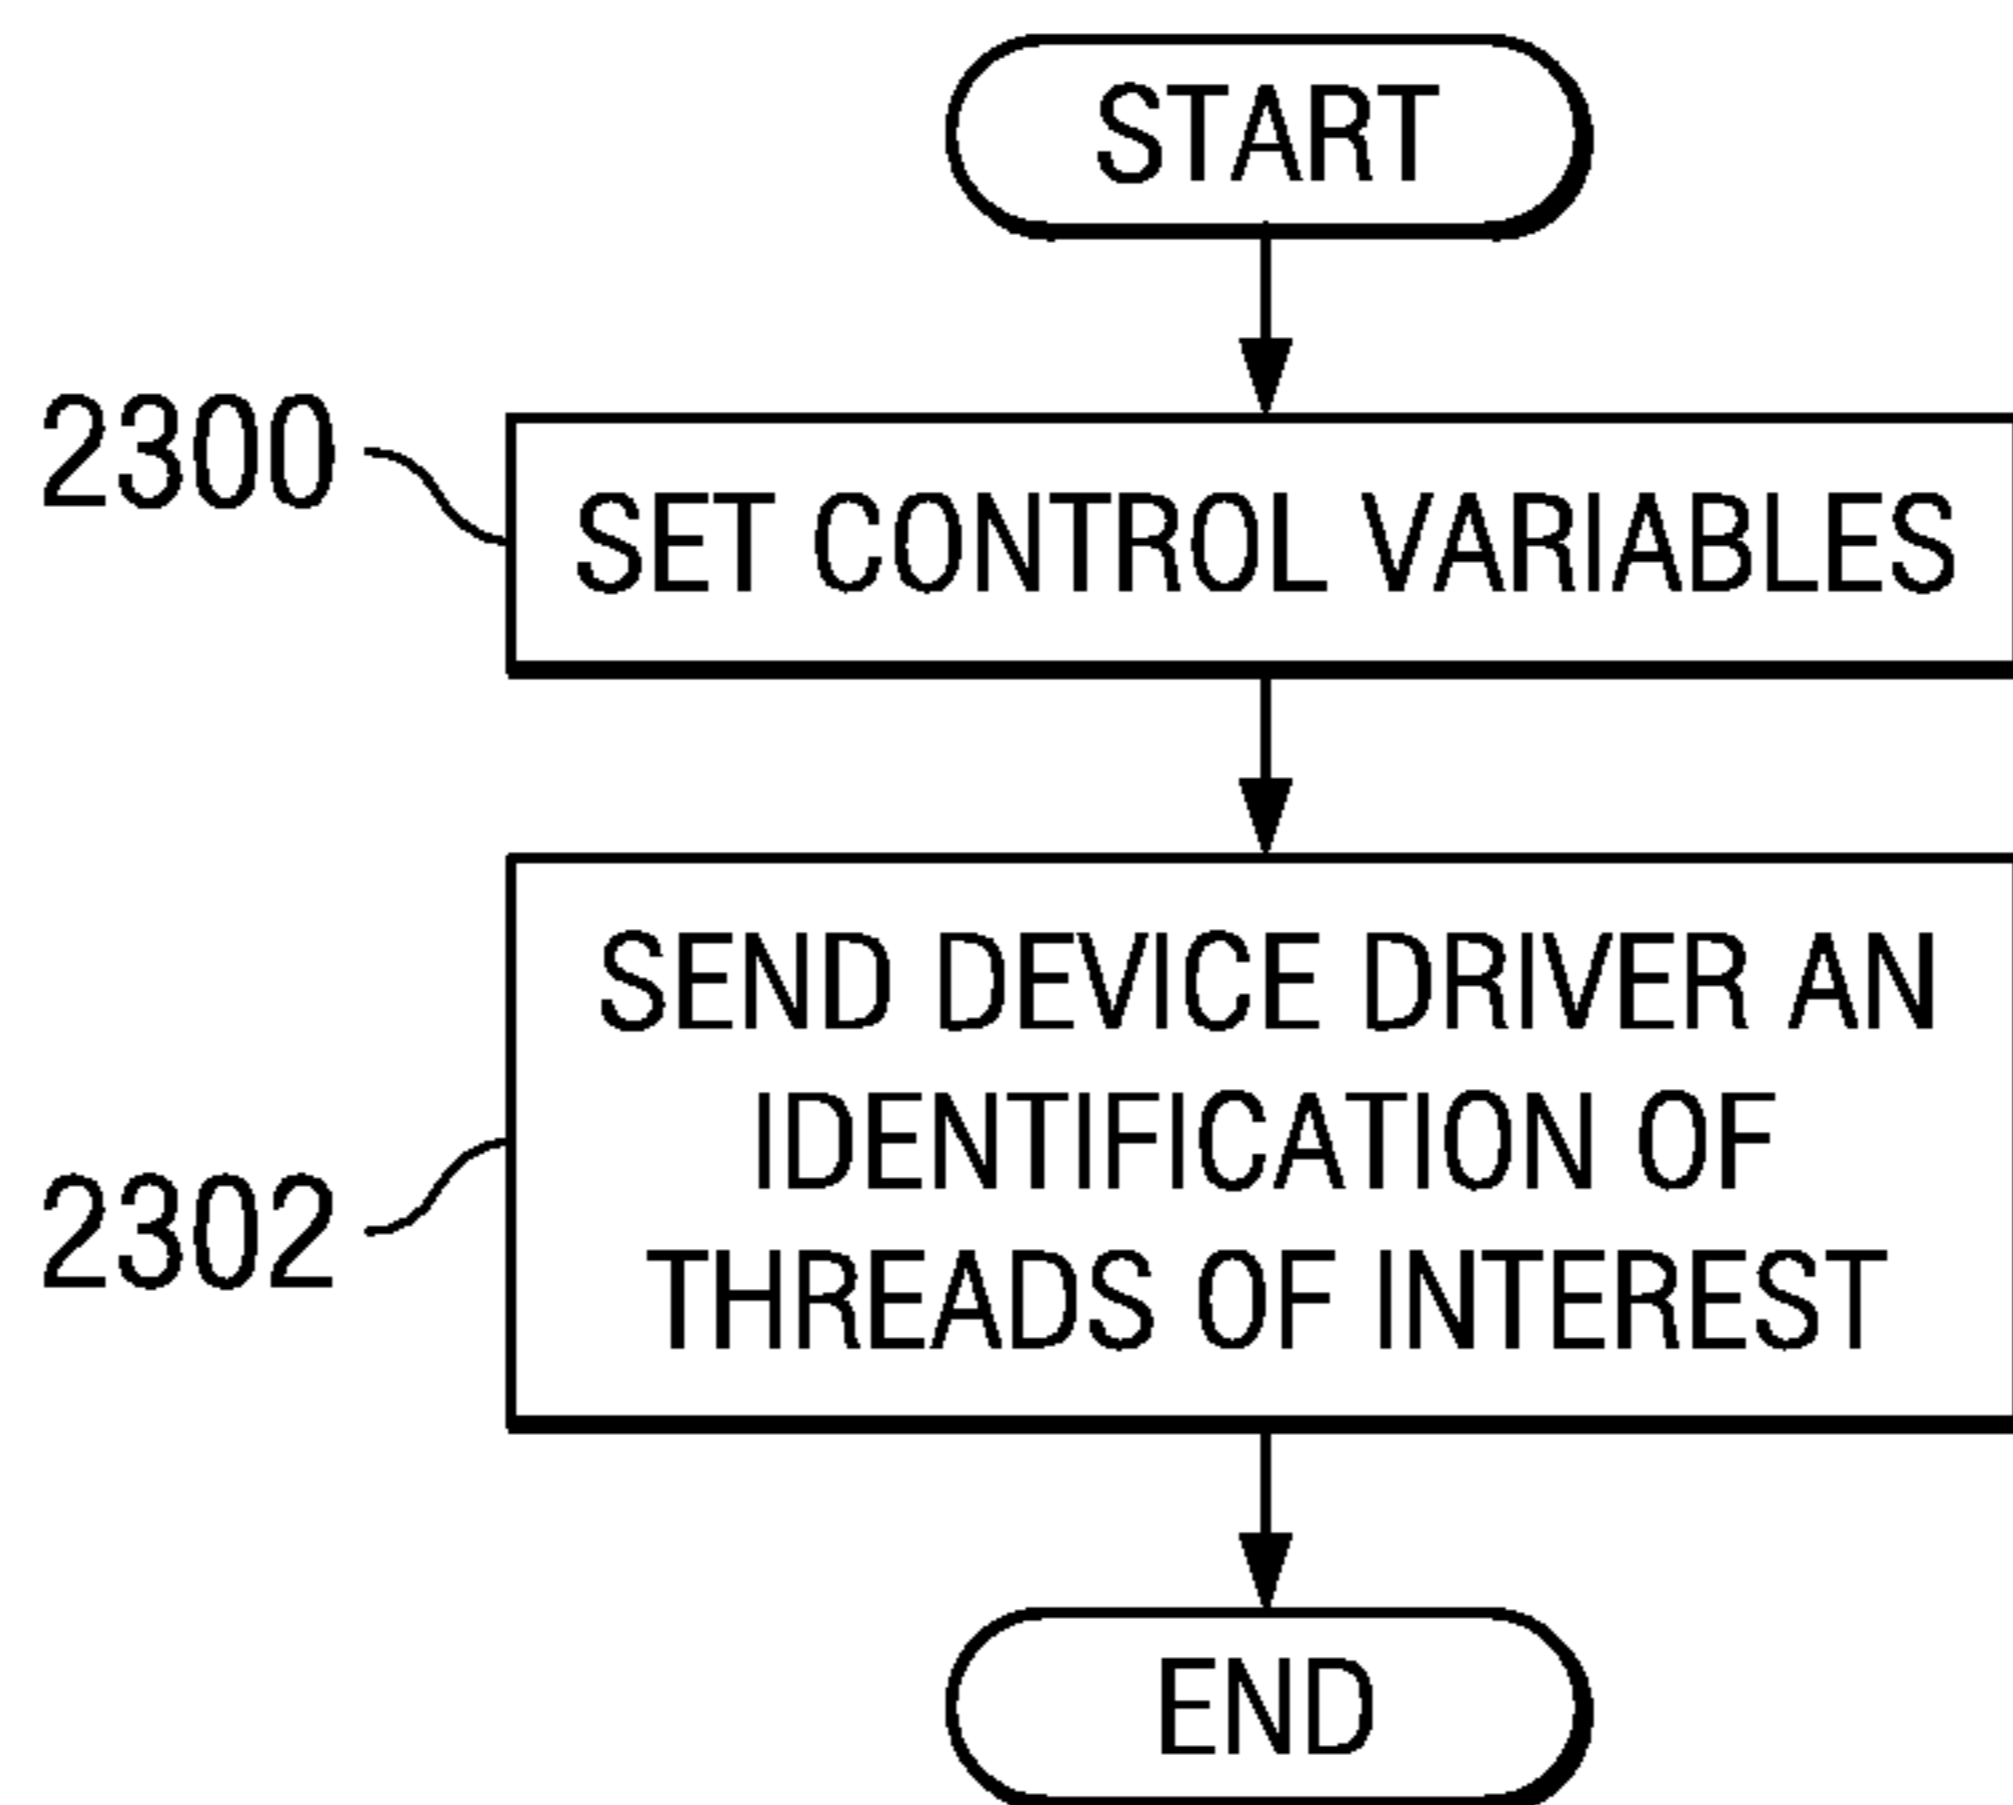 START
2300
SET CONTROL VARIABLES
SEND DEVICE DRIVER AN
IDENTIFICATION OF
2302
THREADS OF INTEREST
END